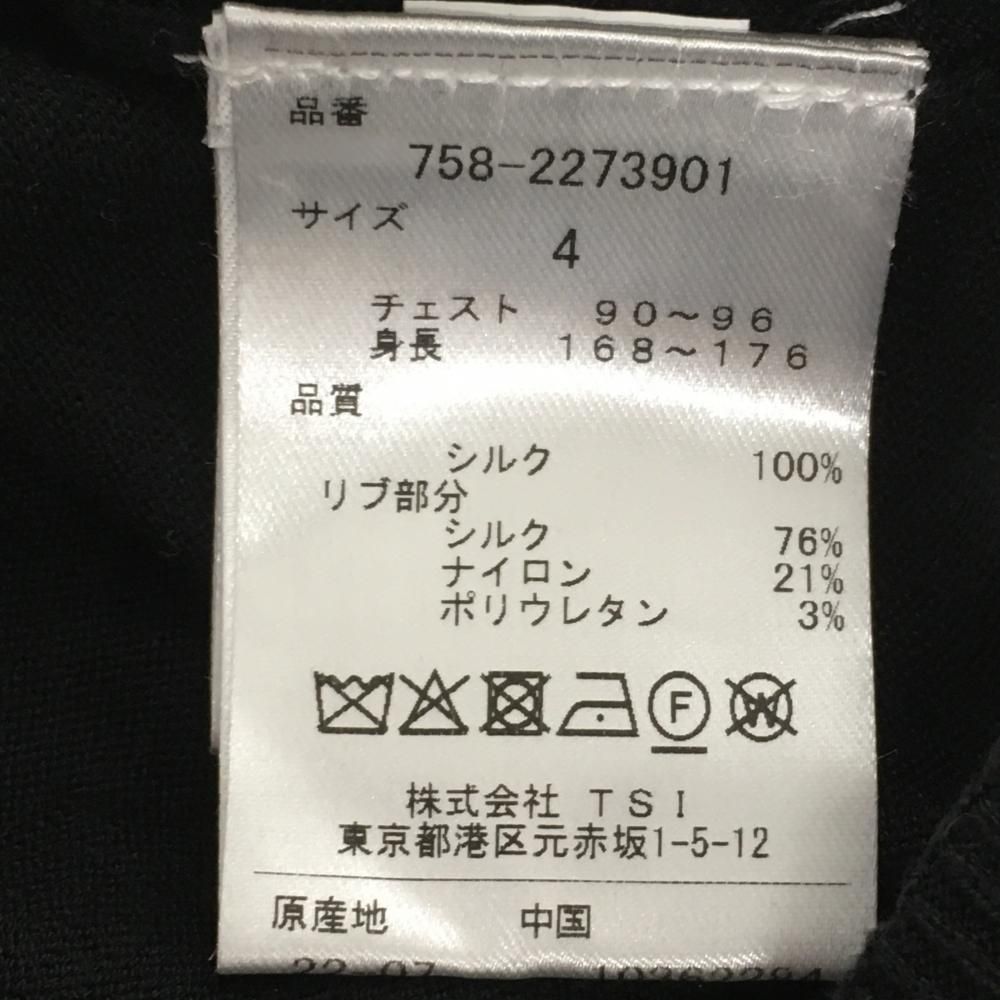 品番
758-2273901
サイズ
4
チェスト 90～96
身長 168～176
品質
シルク 100%
リブ部分
シルク 76%
ナイロン 21%
ポリウレタン 3%
F W
株式会社 TSI
東京都港区元赤坂1-5-12
原産地 中国
22-07